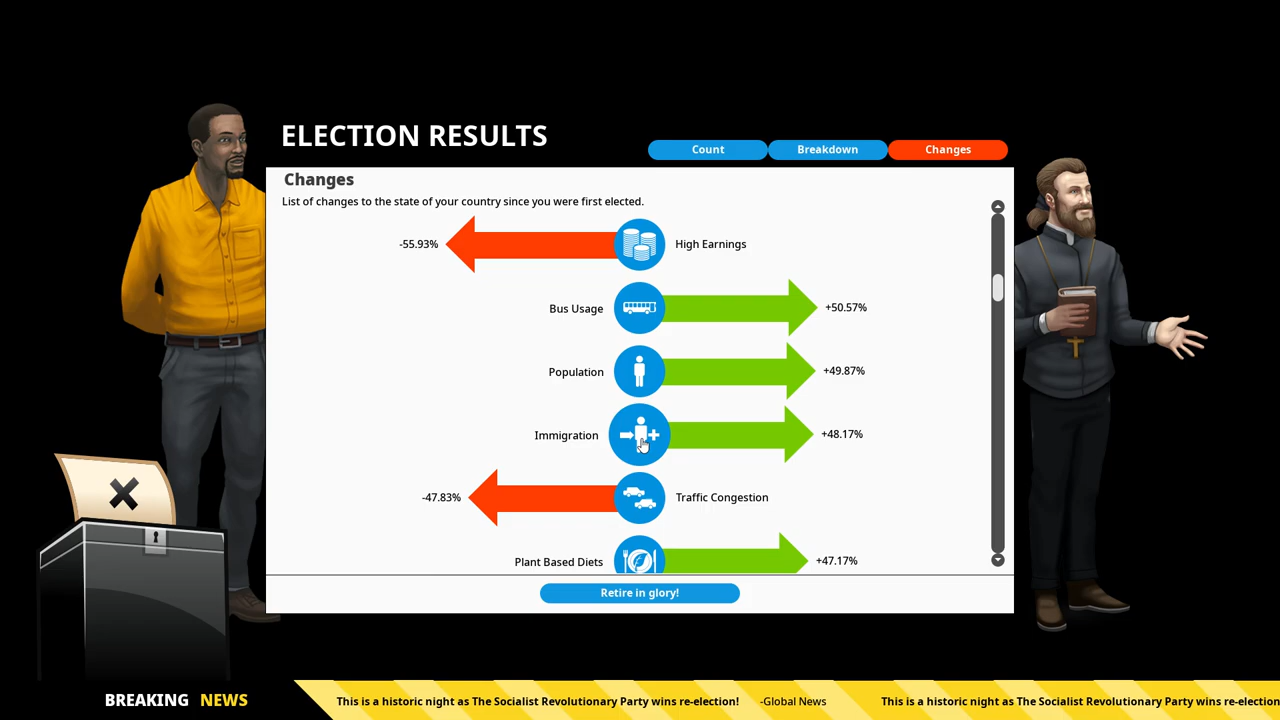 ELECTION RESULTS
Count
Breakdown
Changes
Changes
List of changes to the state of your country since you were first elected.
-55.93%
High Earnings
Bus Usage
+50.57%
Population
+49.87%
Immigration
+48.17%
-47.83%
Traffic Congestion
Plant Based Diets
+47.17%
Retire in glory!
BREAKING NEWS
This is a historic night as The Socialist Revolutionary Party wins re-election! -Global News This is a historic night as The Socialist Revolutionary Party wins re-election